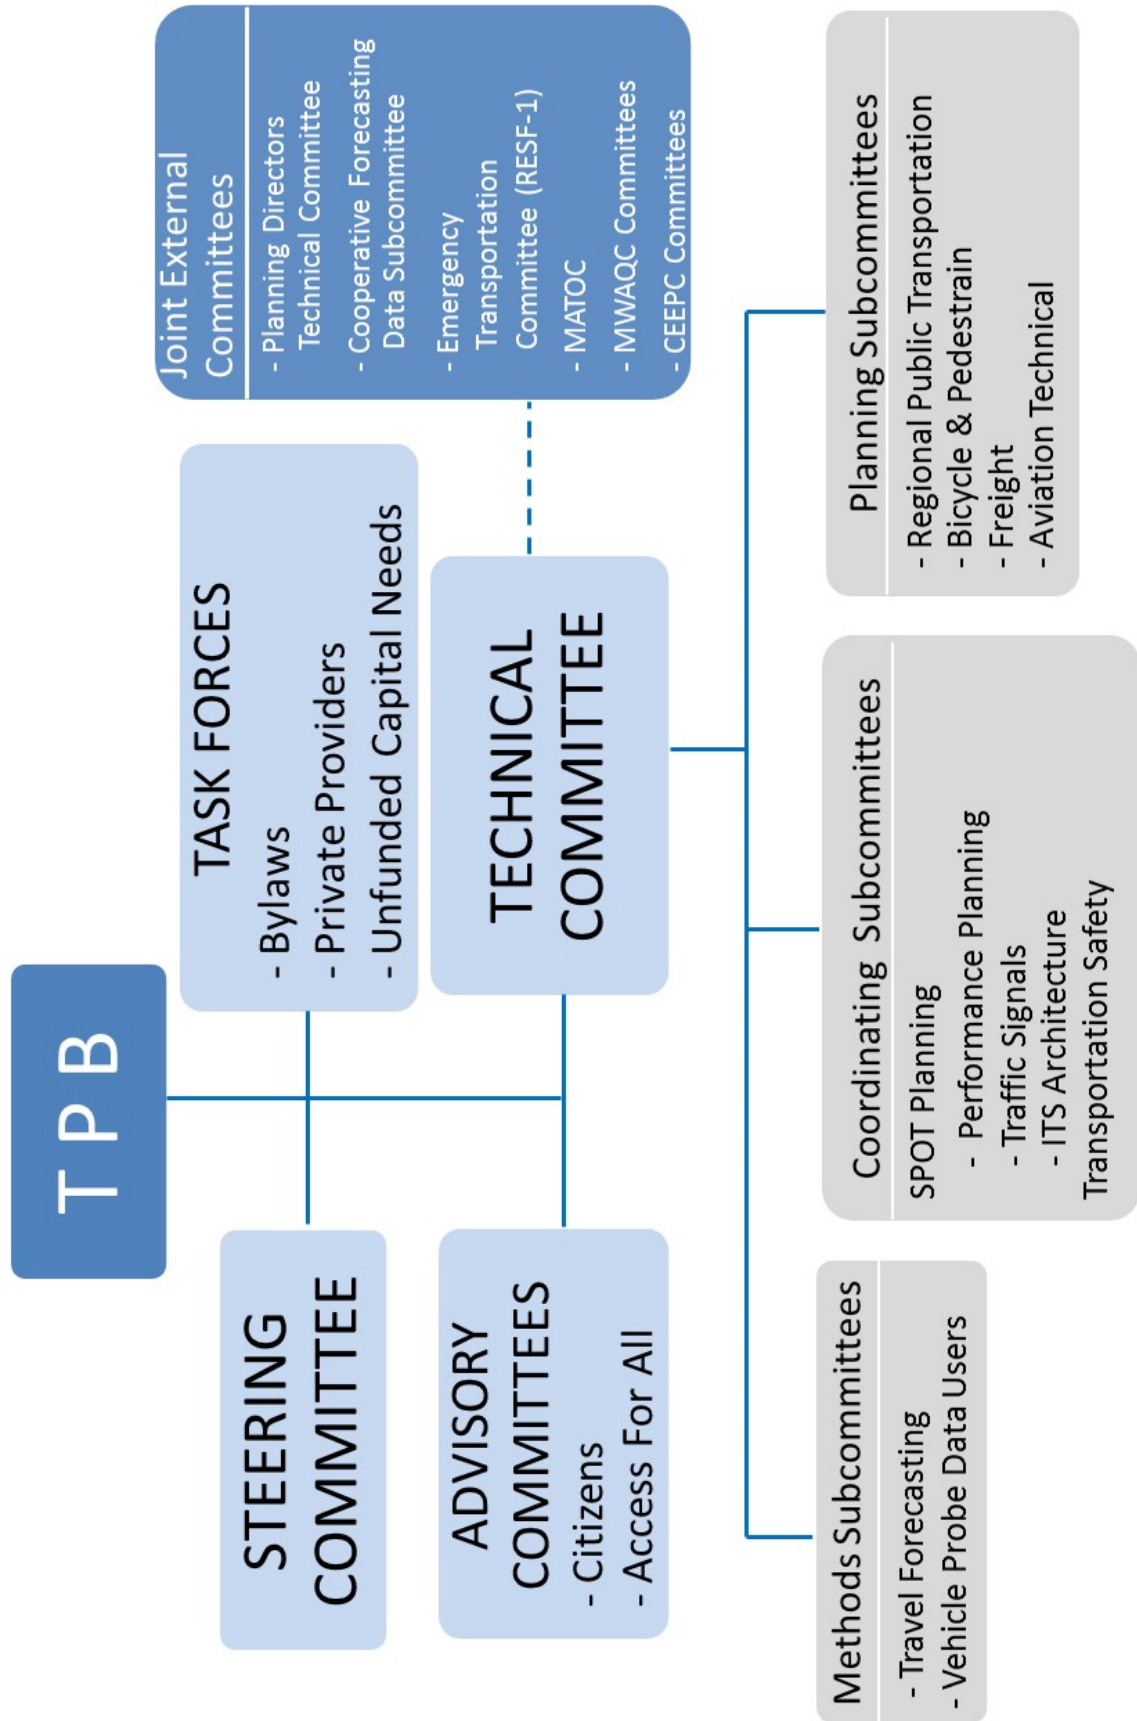 T P B
STEERING
COMMITTEE
TASK FORCES
- Bylaws
- Private Providers
- Unfunded Capital Needs
ADVISORY
COMMITTEES
- Citizens
- Access For All
TECHNICAL
COMMITTEE
Joint External
Committees
- Planning Directors
Technical Committee
- Cooperative Forecasting
Data Subcommittee
- Emergency
Transportation
Committee (RESF-1)
- MATOC
- MWAQC Committees
- CEEPC Committees
Methods Subcommittees
- Travel Forecasting
- Vehicle Probe Data Users
Coordinating Subcommittees
SPOT Planning
- Performance Planning
- Traffic Signals
- ITS Architecture
Transportation Safety
Planning Subcommittees
- Regional Public Transportation
- Bicycle & Pedestrain
- Freight
- Aviation Technical